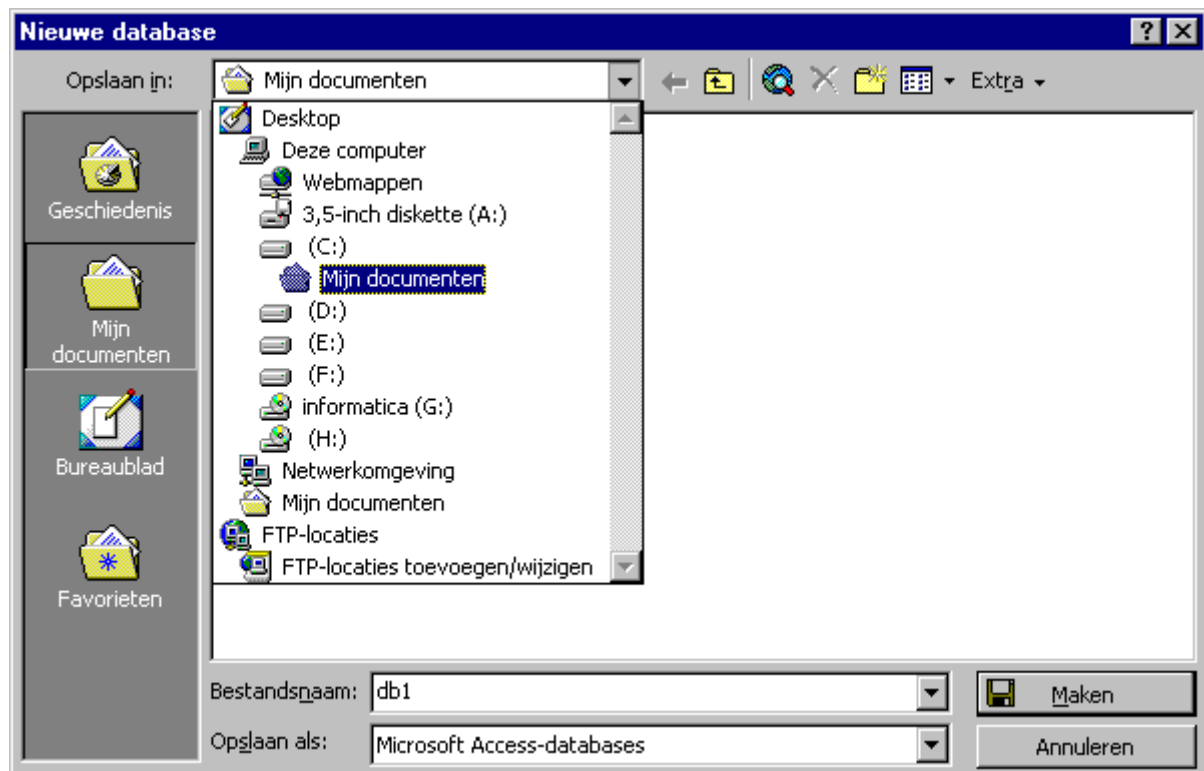 Nieuwe database
Opslaan in: Mijn documenten Extra
Desktop
Deze computer
Webmappen
3,5-inch diskette (A:)
(C:)
Mijn documenten
(D:)
(E:)
(F:)
informatica (G:)
(H:)
Netwerkomgeving
Mijn documenten
FTP-locaties
FTP-locaties toevoegen/wijzigen
Geschiedenis
Mijn
documenten
Bureaublad
Favorieten
Bestandsnaam: db1 Maken
Opslaan als: Microsoft Access-databases Annuleren